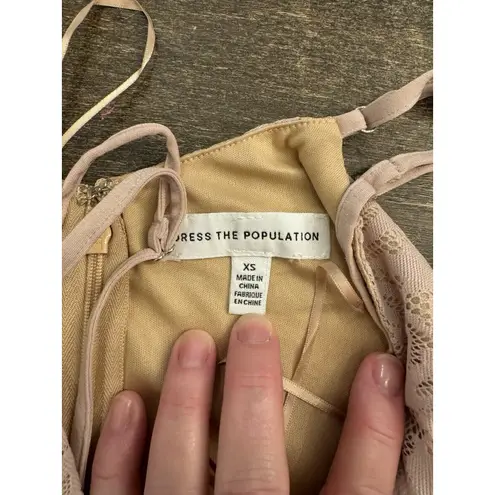 DRESS THE POPULATION
XS
MADE IN
CHINA
FABRIQUE
EN CHINE